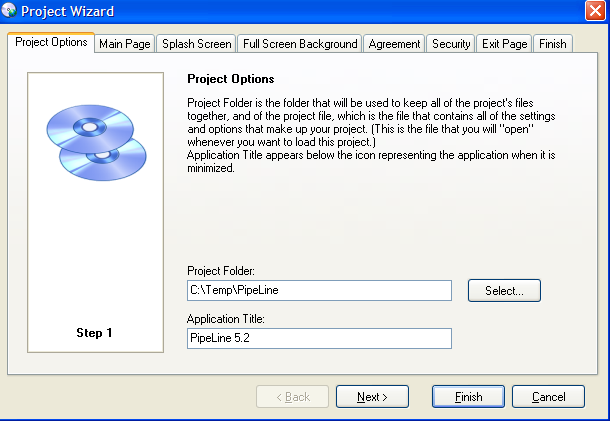 Project Wizard
Project Options
Main Page
Splash Screen
Full Screen Background
Agreement
Security
Exit Page
Finish
Project Options
Project Folder is the folder that will be used to keep all of the project's files
together, and of the project file, which is the file that contains all of the settings
and options that make up your project. (This is the file that you will "open"
whenever you want to load this project.)
Application Title appears below the icon representing the application when it is
minimized.
Project Folder:
C:\Temp\PipeLine
Select...
Application Title:
PipeLine 5.2
Step 1
< Back
Next >
Finish
Cancel